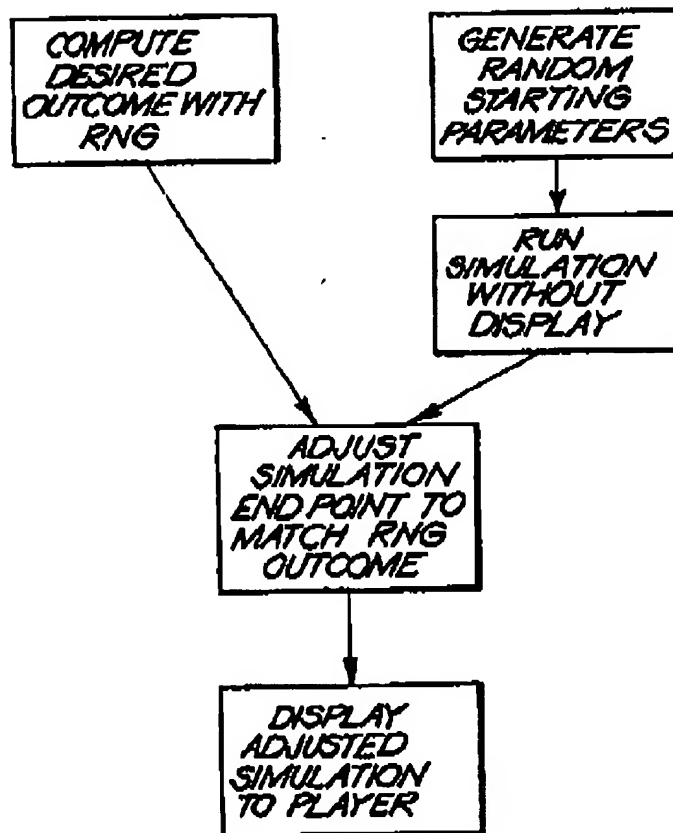 COMPUTE
DESIRED
OUTCOME WITH
RNG
GENERATE
RANDOM
STARTING
PARAMETERS
RUN
SIMULATION
WITHOUT
DISPLAY
ADJUST
SIMULATION
END POINT TO
MATCH RNG
OUTCOME
DISPLAY
ADJUSTED
SIMULATION
TO PLAYER